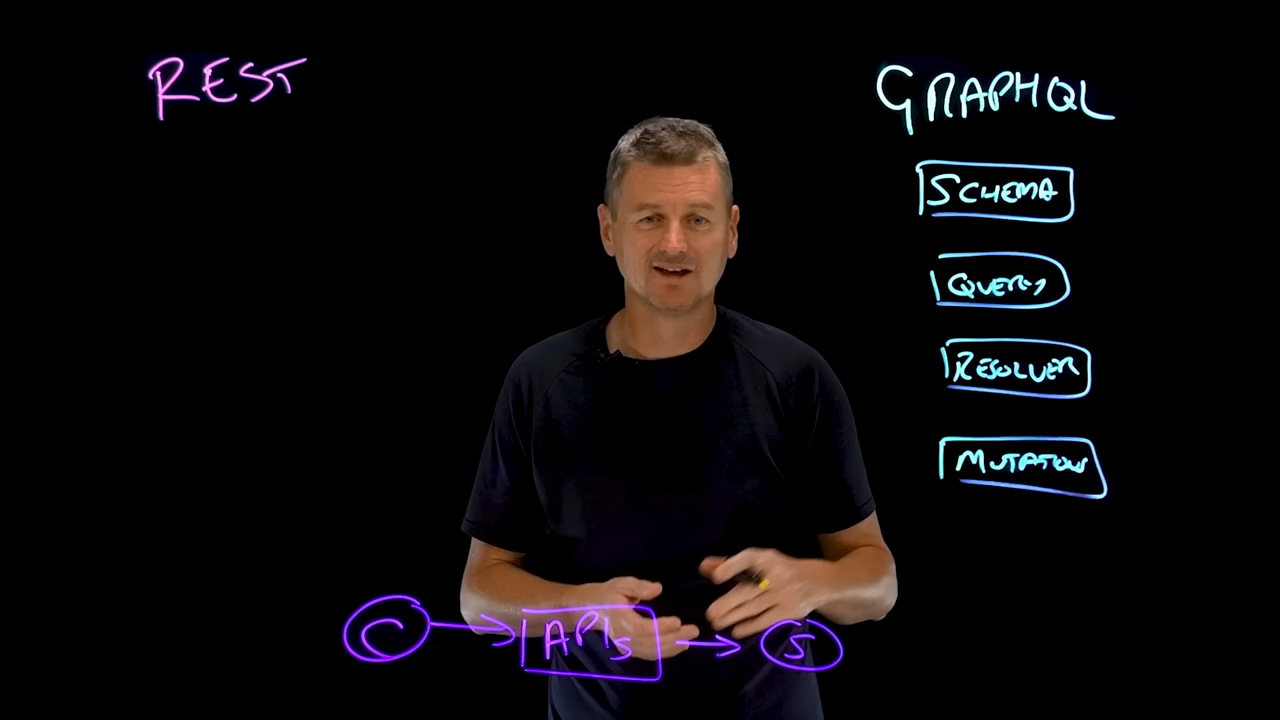 REST
GRAPHQL
SCHEMA
QUERY
RESOLVER
MUTATION
C
APIs
S